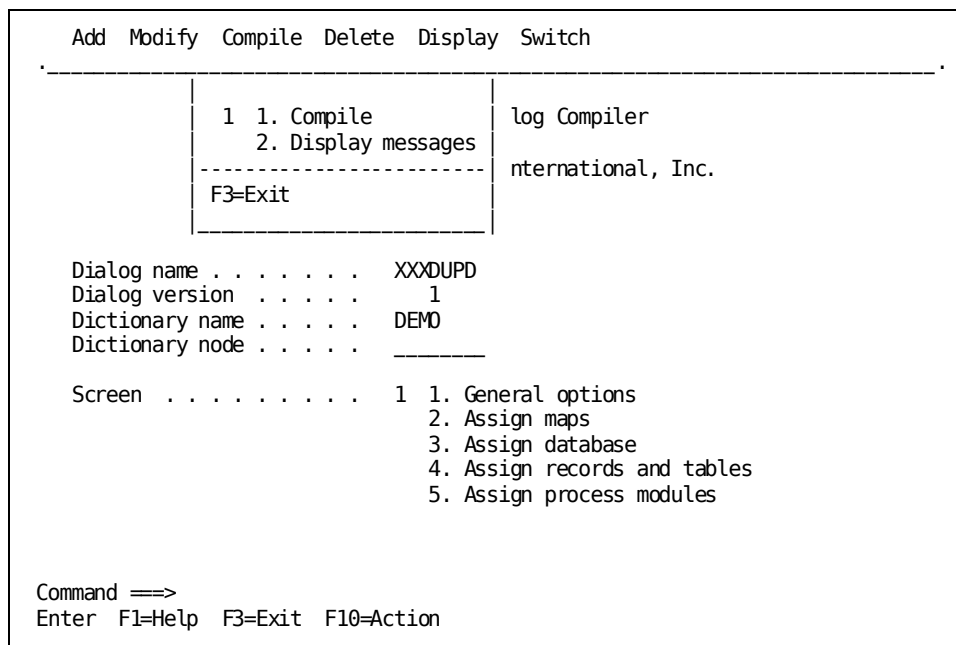 Add  Modify  Compile  Delete  Display  Switch
.____________________________________________________________________________.
1  1. Compile  log Compiler
2. Display messages
-------------------------  nternational, Inc.
F3=Exit
_________________________
Dialog name . . . . . . .   XXXDUPD
Dialog version  . . . . .   1
Dictionary name . . . . .   DEMO
Dictionary node . . . . .   ________
Screen  . . . . . . . . .   1  1. General options
2. Assign maps
3. Assign database
4. Assign records and tables
5. Assign process modules
Command ===>
Enter  F1=Help  F3=Exit  F10=Action